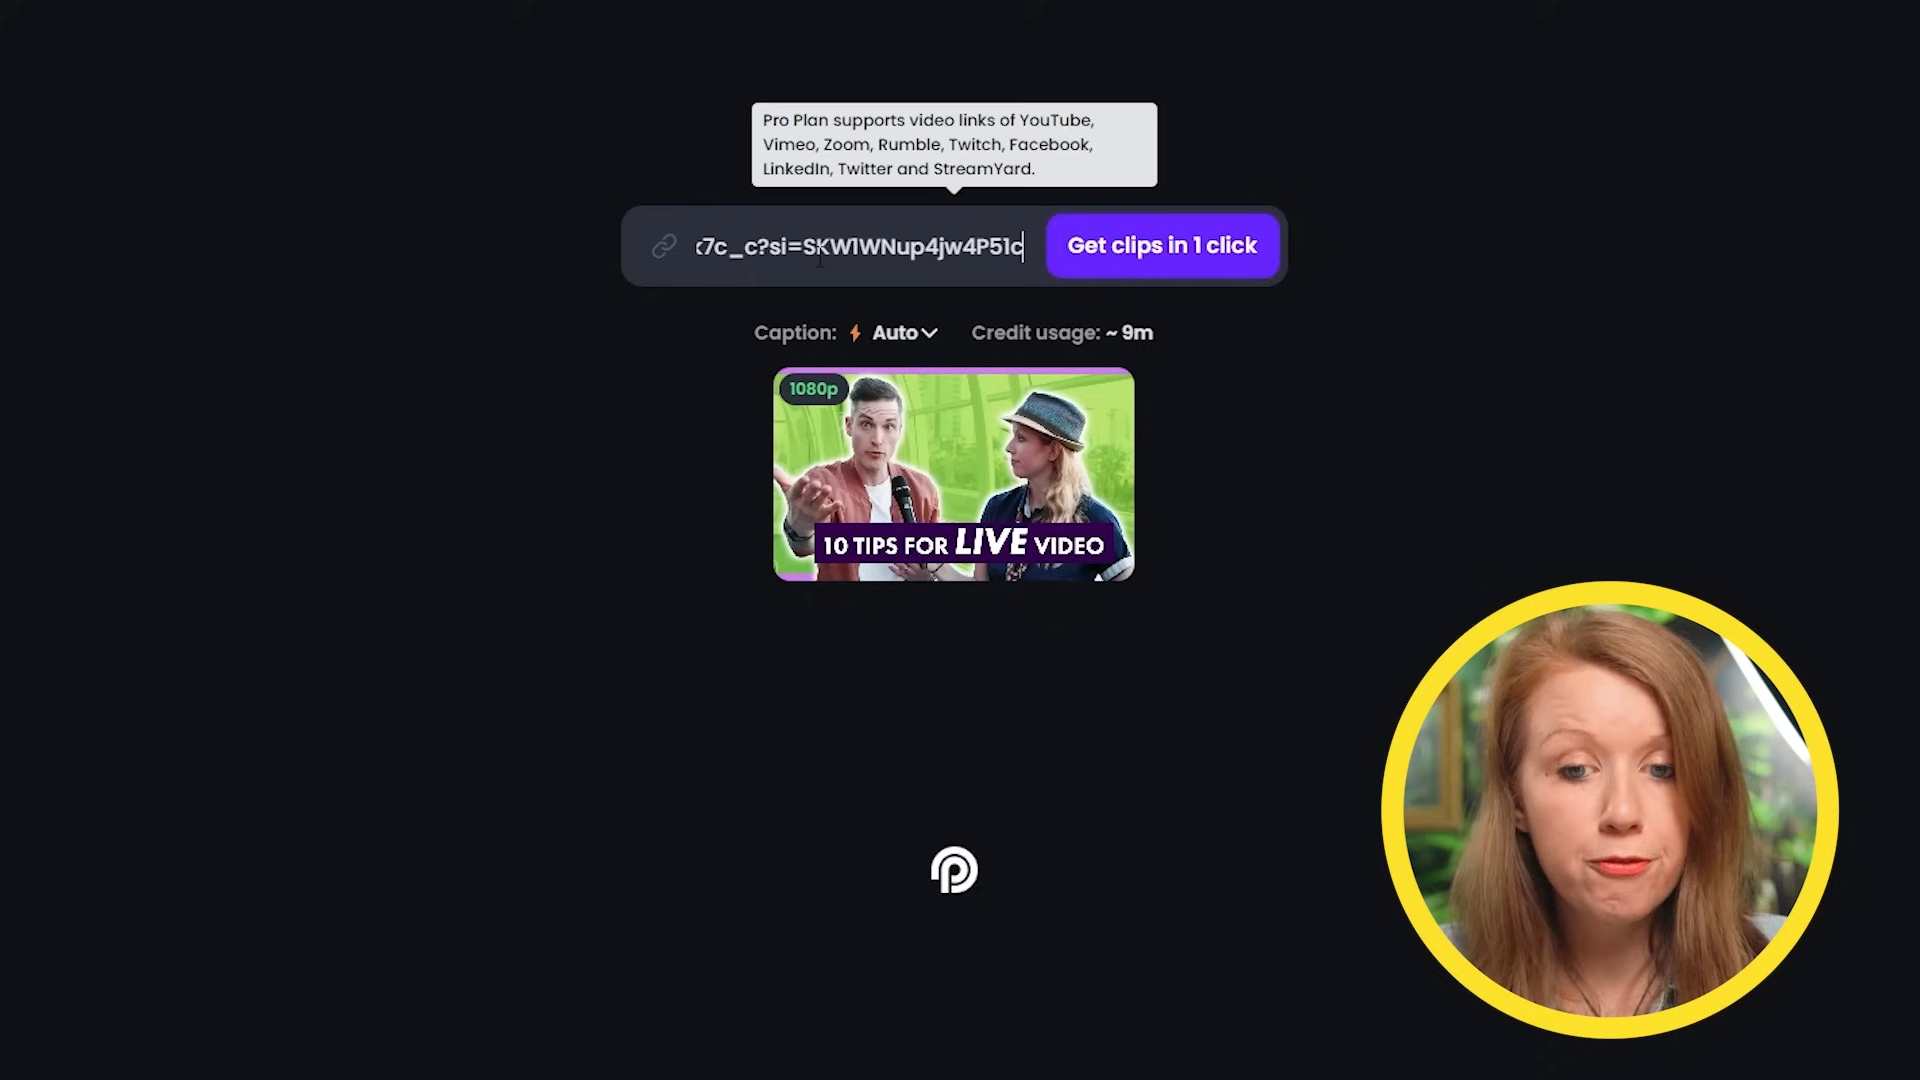 Pro Plan supports video links of YouTube,
Vimeo, Zoom, Rumble, Twitch, Facebook,
LinkedIn, Twitter and StreamYard.
k7c_c?si=SKW1WNup4jw4P51c
Get clips in 1 click
Caption: Auto
Credit usage: ~ 9m
1080p
10 TIPS FOR LIVE VIDEO